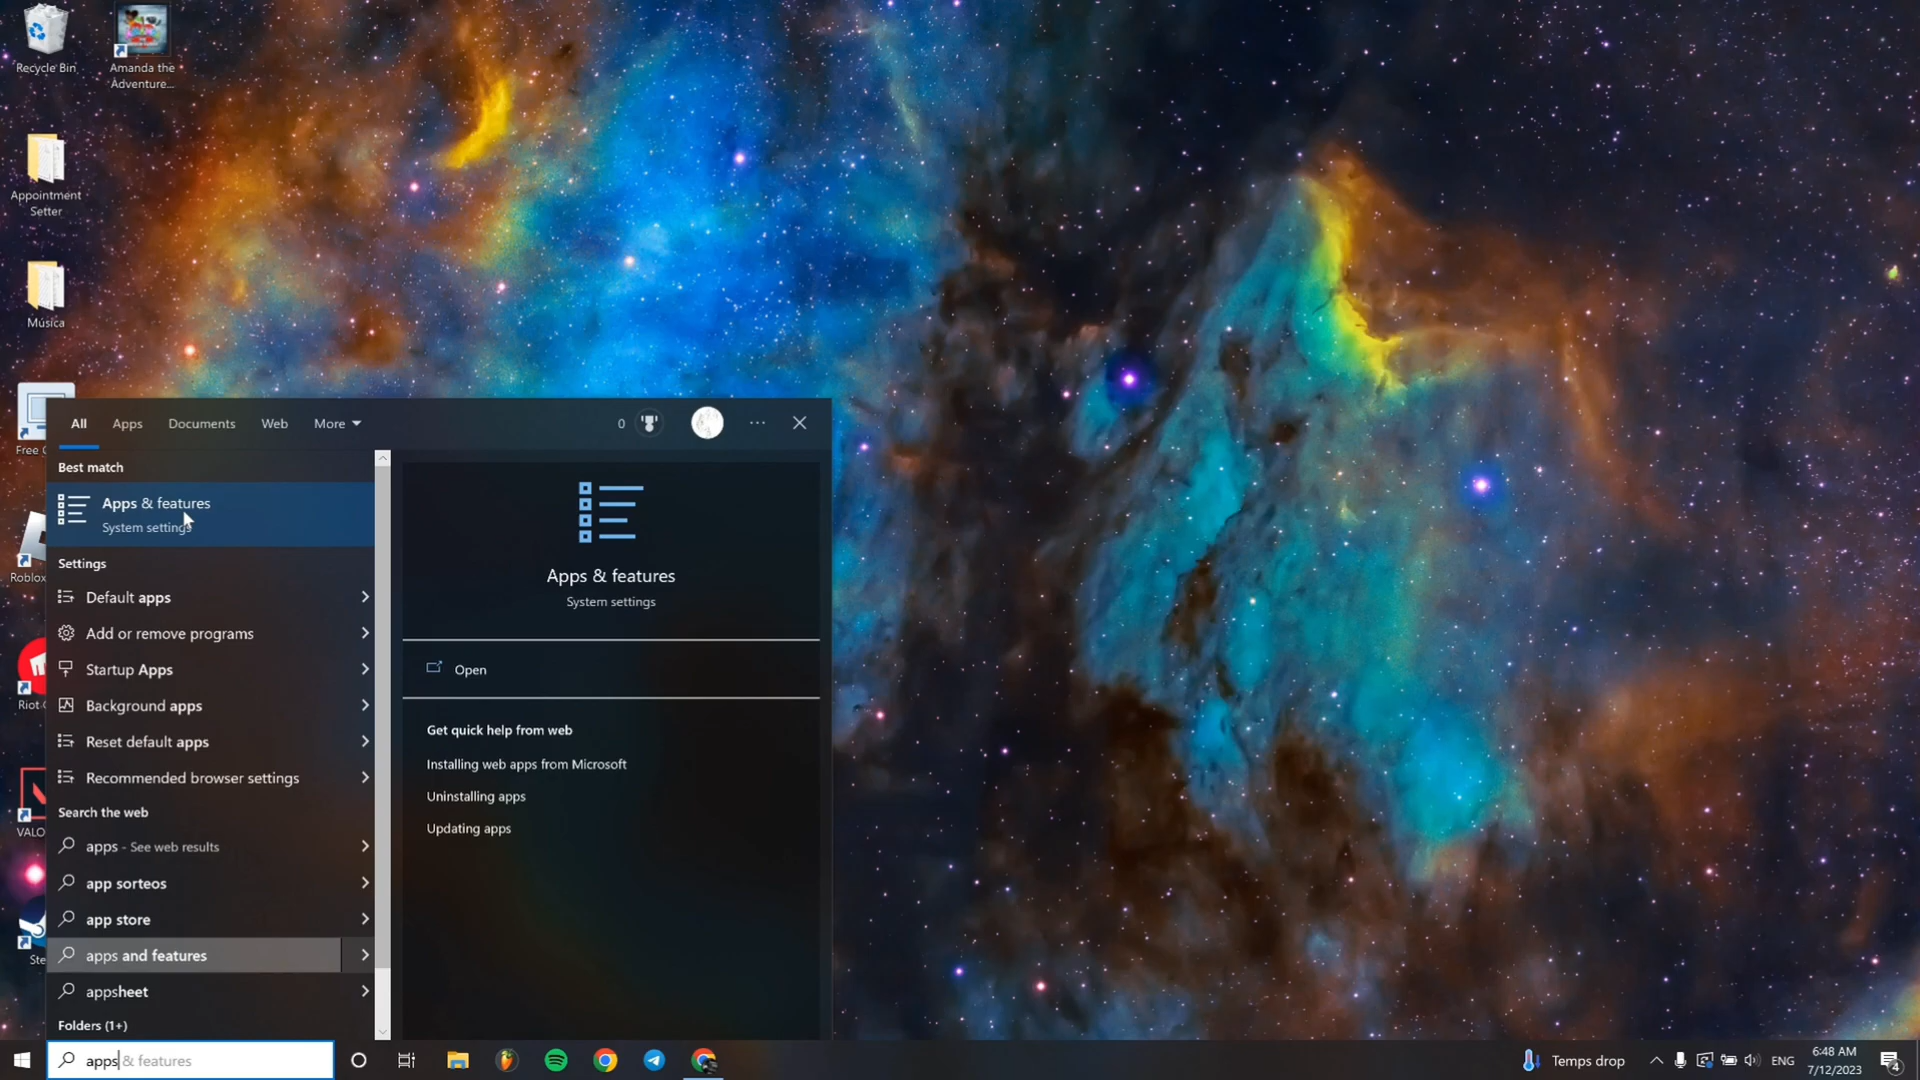 Recycle Bin
Amanda the
Adventure...
Appointment
Setter
Música
Free
Roblox
Riot
VALO
Ste
All Apps Documents Web More
0
Best match
Apps & features
System settings
Settings
Default apps
Add or remove programs
Startup Apps
Background apps
Reset default apps
Recommended browser settings
Search the web
apps - See web results
app sorteos
app store
apps and features
appsheet
Folders (1+)
Apps & features
System settings
Open
Get quick help from web
Installing web apps from Microsoft
Uninstalling apps
Updating apps
apps & features
Temps drop
ENG
6:48 AM
7/12/2023
4